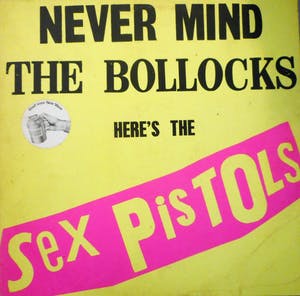 NEVER MIND
THE BOLLOCKS
HERE'S THE
Sex PiSTOLS